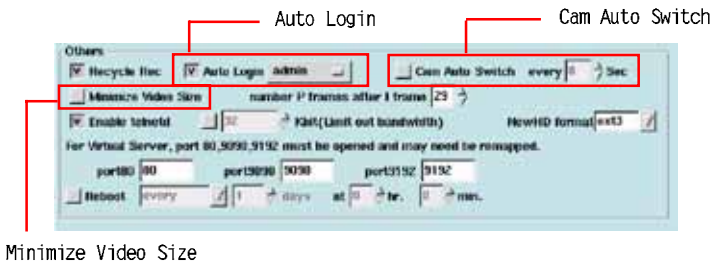 Auto Login
Cam Auto Switch
Others
Recycle Rec Auto Login admin Cam Auto Switch every Sec
Minimize Video Size number P frames after I frame 29
Enable telnetd 32 Kbit(Limit out bandwidth) NewHD format ext3
For Virtual Server, port 80,9090,9192 must be opened and may need be remapped.
port80 80 port9090 9090 port9192 9192
Reboot every 1 days at 0 hr. 0 min.
Minimize Video Size